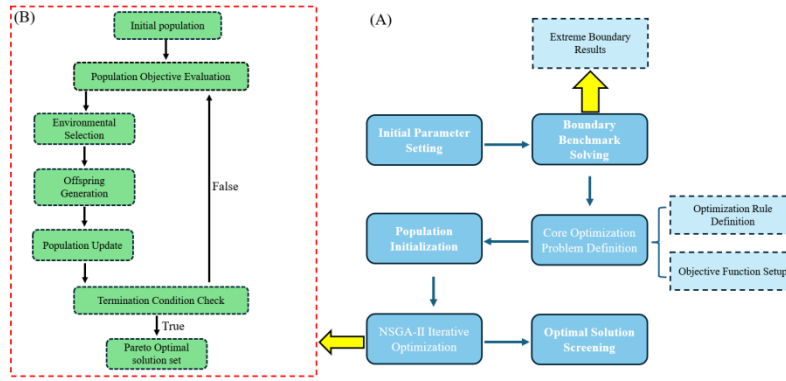 (B)
Initial population
Population Objective Evaluation
Environmental
Selection
Offspring
Generation
False
Population Update
Termination Condition Check
True
Pareto Optimal
solution set
(A)
Extreme Boundary
Results
Initial Parameter
Setting
Boundary
Benchmark
Solving
Population
Initialization
Core Optimization
Problem Definition
Optimization Rule
Definition
Objective Function Setup
NSGA-II Iterative
Optimization
Optimal Solution
Screening